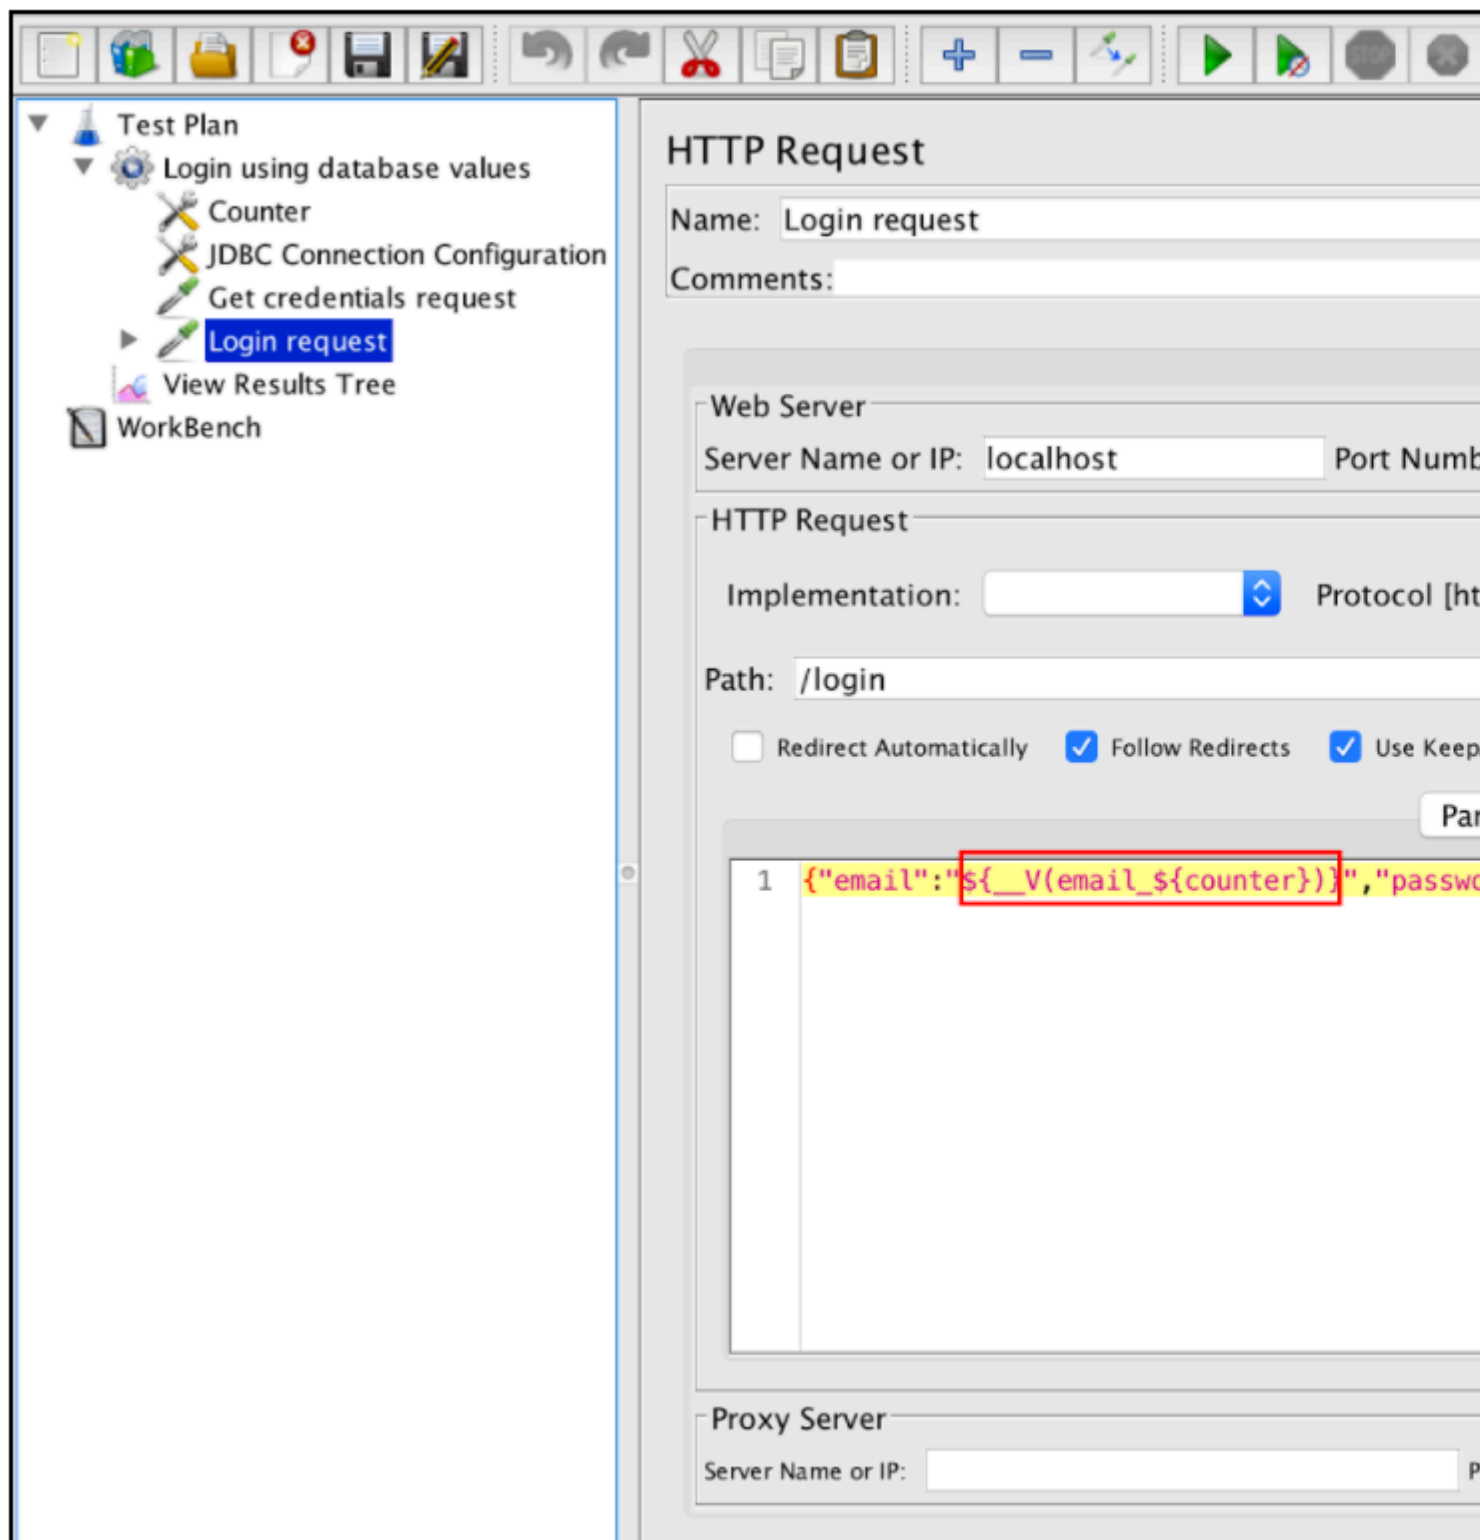 STOP
Test Plan
Login using database values
Counter
JDBC Connection Configuration
Get credentials request
Login request
View Results Tree
WorkBench
HTTP Request
Name: Login request
Comments:
Web Server
Server Name or IP: localhost Port Numb
HTTP Request
Implementation: Protocol [ht
Path: /login
Redirect Automatically Follow Redirects Use Keep
Par
1 {"email":"${__V(email_${counter})}","passwo
Proxy Server
Server Name or IP: P